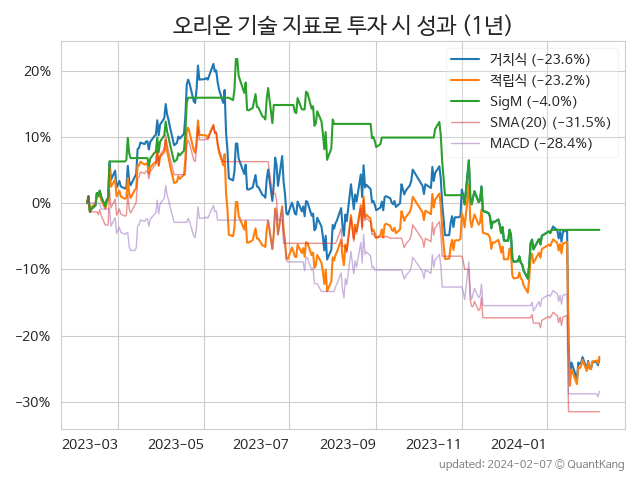 오리온 기술 지표로 투자 시 성과 (1년)
거치식 (−23.6%)
적립식 (−23.2%)
SigM (−4.0%)
SMA(20) (−31.5%)
MACD (−28.4%)
20%
10%
0%
−10%
−20%
−30%
2023-03 2023-05 2023-07 2023-09 2023-11 2024-01
updated: 2024-02-07 © QuantKang